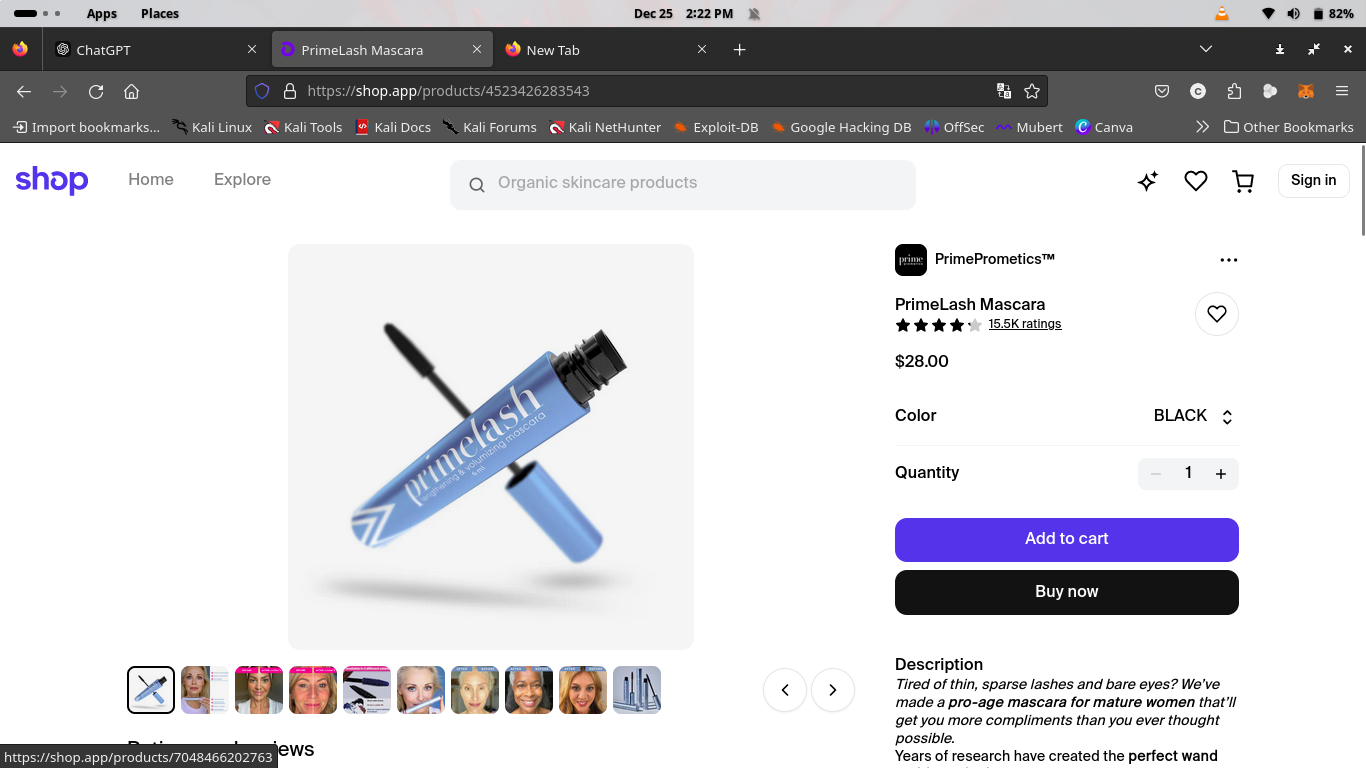 Apps Places Dec 25 2:22 PM 82%
ChatGPT PrimeLash Mascara New Tab
https://shop.app/products/4523426283543
Import bookmarks... Kali Linux Kali Tools Kali Docs Kali Forums Kali NetHunter Exploit-DB Google Hacking DB OffSec Mubert Canva Other Bookmarks
shop Home Explore Organic skincare products Sign in
prime
PrimePrometics™
PrimeLash Mascara
15.5K ratings
$28.00
Color BLACK
Quantity 1
Add to cart
Buy now
primelash
lengthening & volumizing mascara
6ml
Description
Tired of thin, sparse lashes and bare eyes? We've
made a pro-age mascara for mature women that'll
get you more compliments than you ever thought
possible.
Years of research have created the perfect wand
https://shop.app/products/7048466202763